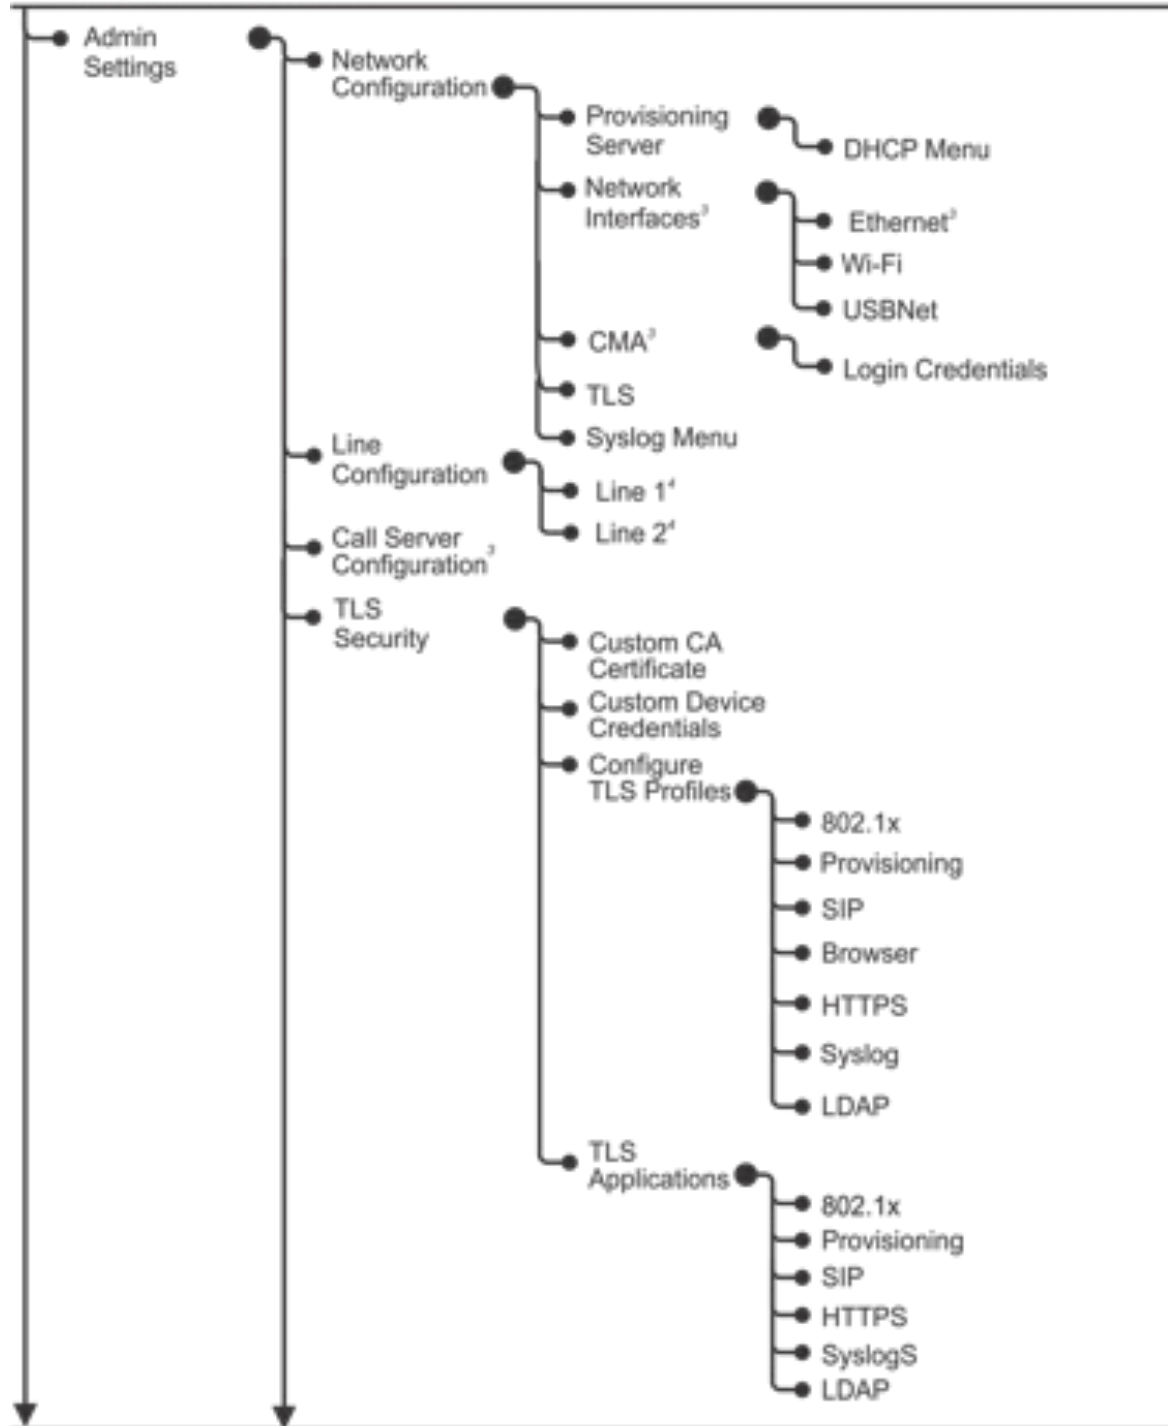 Admin
Settings
Network
Configuration
Provisioning
Server
DHCP Menu
Network
Interfaces³
Ethernet³
Wi-Fi
USBNet
CMA³
Login Credentials
TLS
Syslog Menu
Line
Configuration
Line 1⁴
Line 2⁴
Call Server
Configuration³
TLS
Security
Custom CA
Certificate
Custom Device
Credentials
Configure
TLS Profiles
802.1x
Provisioning
SIP
Browser
HTTPS
Syslog
LDAP
TLS
Applications
802.1x
Provisioning
SIP
HTTPS
SyslogS
LDAP